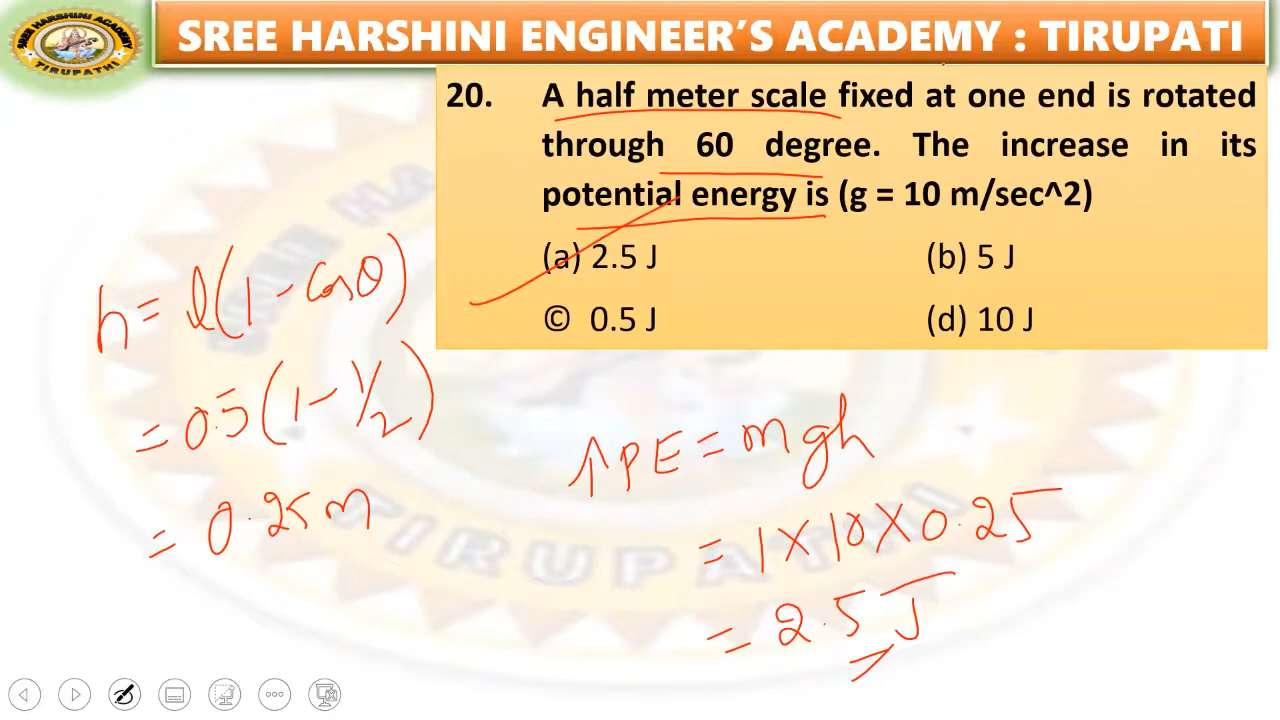 SREE HARSHINI ENGINEER'S ACADEMY : TIRUPATI
20. A half meter scale fixed at one end is rotated
through 60 degree. The increase in its
potential energy is (g = 10 m/sec^2)
(a) 2.5 J (b) 5 J
© 0.5 J (d) 10 J
h = l(1 - cosθ)
= 0.5(1 - 1/2)
= 0.25 m
↑PE = mgh
= 1 × 10 × 0.25
= 2.5 J
TIRUPATHI